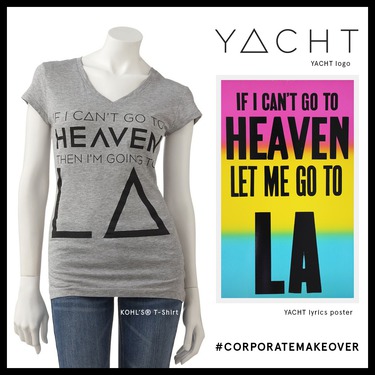 YACHT
YACHT logo
IF I CAN'T GO TO
HEAVEN
THEN I'M GOING TO
LA
IF I CAN'T GO TO
HEAVEN
LET ME GO TO
LA
KOHL'S® T-Shirt
YACHT lyrics poster
#CORPORATEMAKEOVER